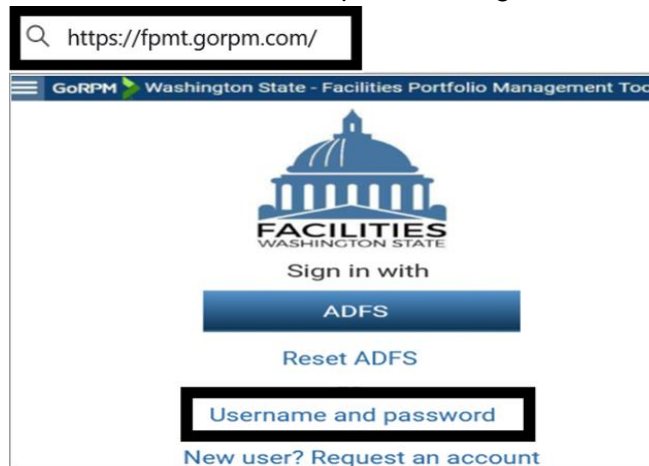 https://fpmt.gorpm.com/
GoRPM Washington State - Facilities Portfolio Management Too
FACILITIES
WASHINGTON STATE
Sign in with
ADFS
Reset ADFS
Username and password
New user? Request an account